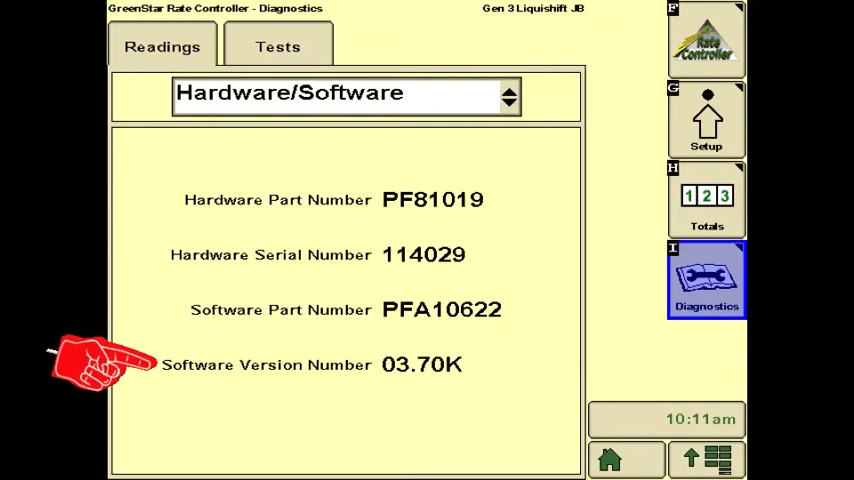 GreenStar Rate Controller - Diagnostics
Gen 3 Liquishift JB
Readings
Tests
Hardware/Software
Hardware Part Number PF81019
Hardware Serial Number 114029
Software Part Number PFA10622
Software Version Number 03.70K
F
Rate
Controller
G
Setup
H
1 2 3
Totals
I
Diagnostics
10:11am